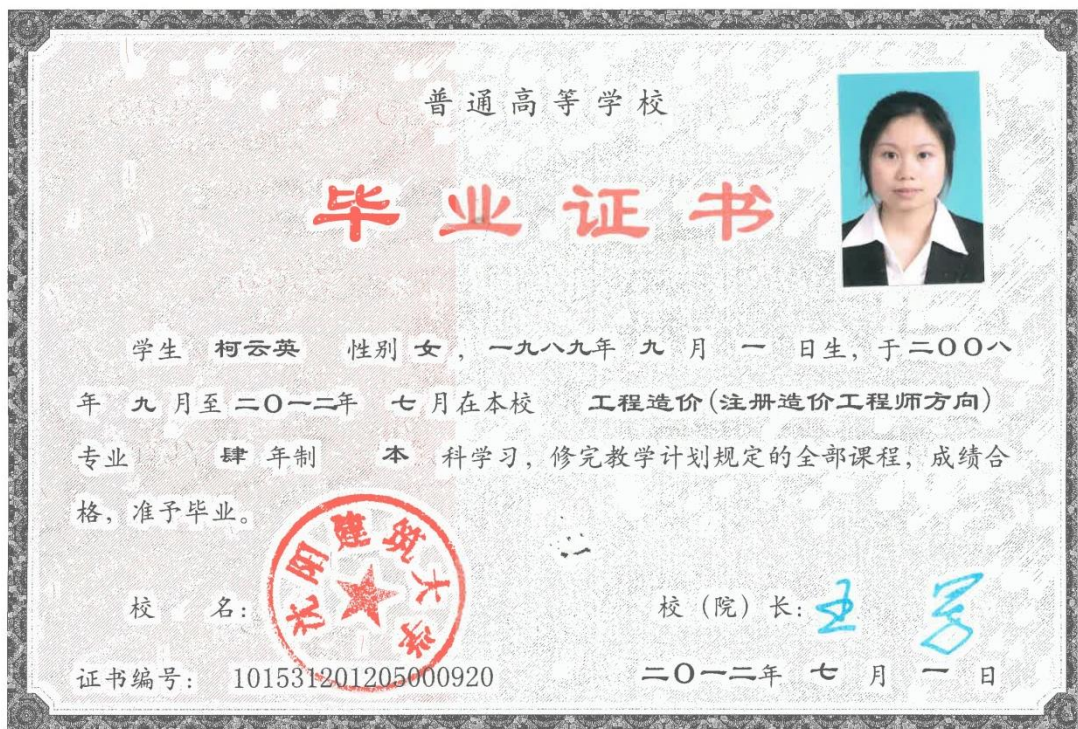 普通高等学校
毕业证书
学生 柯云英 性别 女，一九八九年 九 月 一 日生，于二〇〇八
年 九 月至 二〇一二年 七 月在本校 工程造价(注册造价工程师方向)
专业 肆 年制 本 科学习，修完教学计划规定的全部课程，成绩合
格，准予毕业。
沈阳建筑大学
校 名： 校（院）长：
证书编号： 101531201205000920 二〇一二年 七 月 一 日